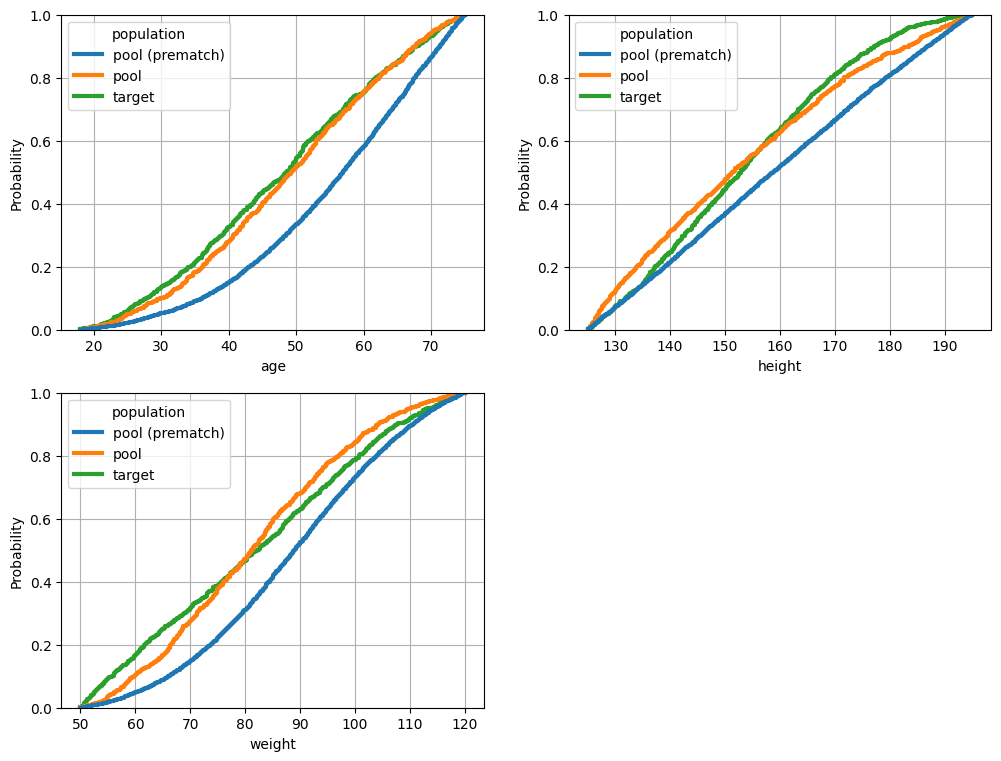 1.0
0.8
0.6
0.4
0.2
0.0
Probability
population
pool (prematch)
pool
target
20 30 40 50 60 70
age
1.0
0.8
0.6
0.4
0.2
0.0
Probability
population
pool (prematch)
pool
target
130 140 150 160 170 180 190
height
1.0
0.8
0.6
0.4
0.2
0.0
Probability
population
pool (prematch)
pool
target
50 60 70 80 90 100 110 120
weight